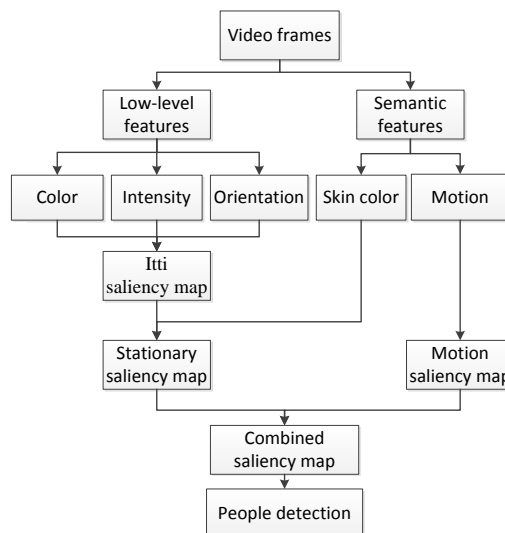 Video frames
Low-level
features
Semantic
features
Color
Intensity
Orientation
Skin color
Motion
Itti
saliency map
Stationary
saliency map
Motion
saliency map
Combined
saliency map
People detection